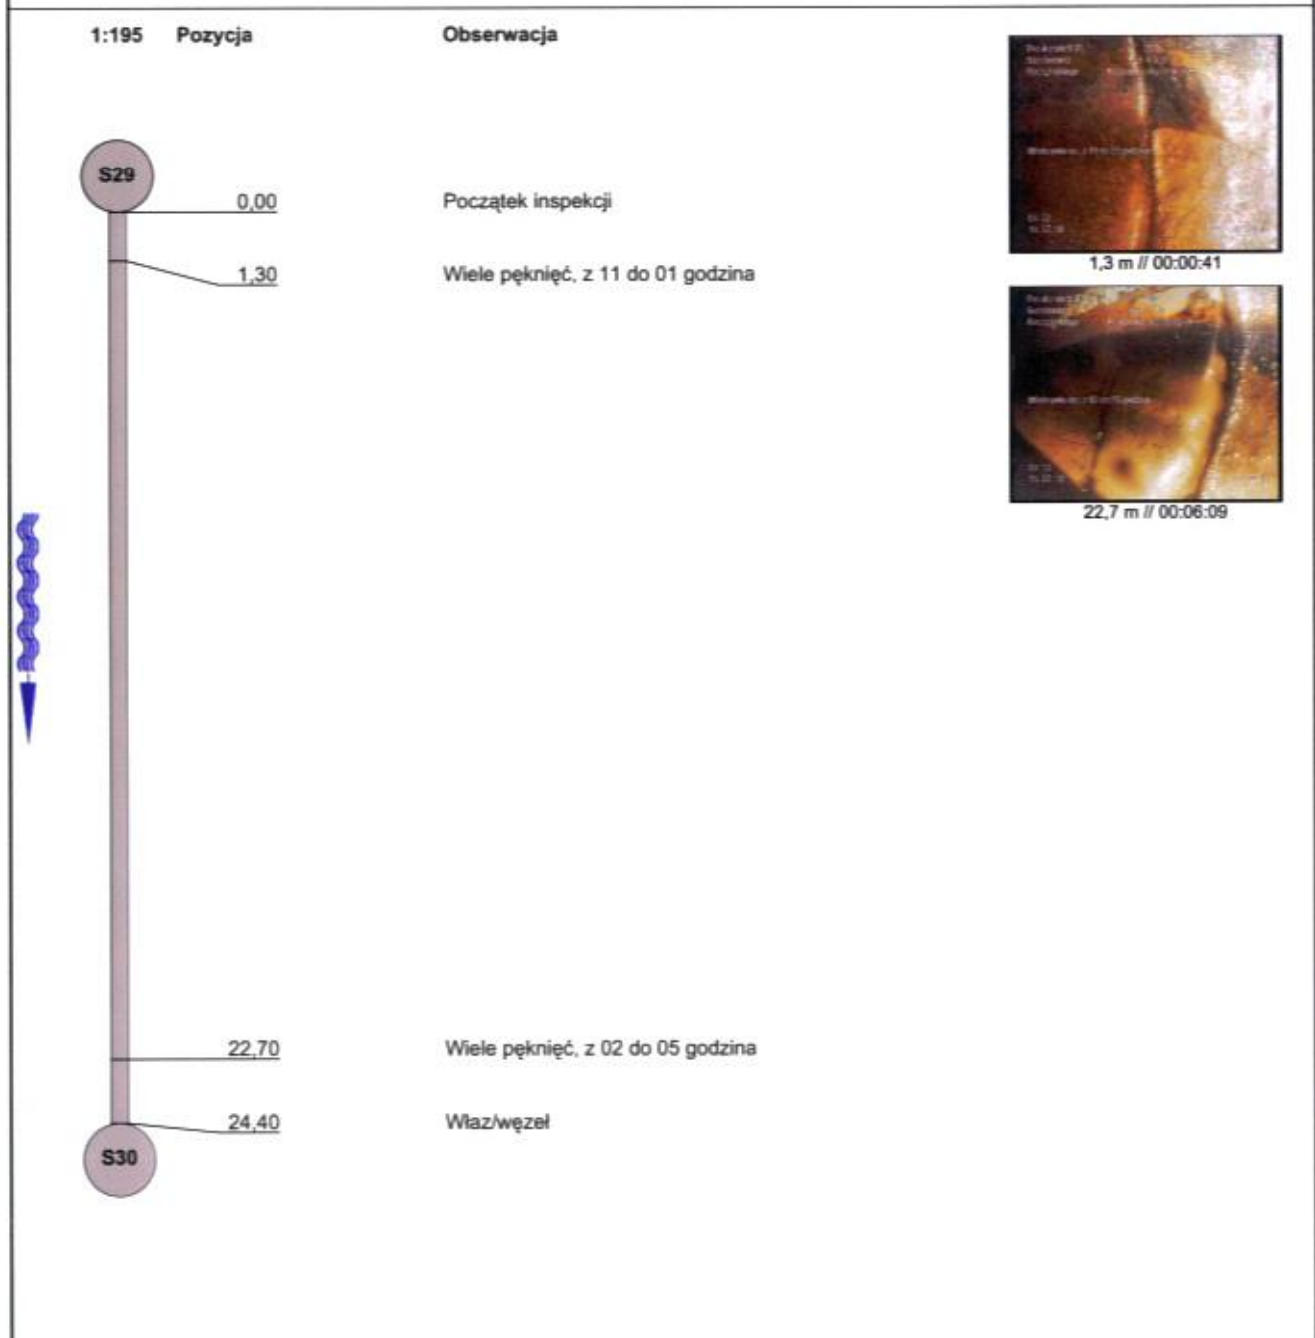 1:195 Pozycja Obserwacja
S29
0,00 Początek inspekcji
1,30 Wiele pęknięć, z 11 do 01 godzina
1,3 m // 00:00:41
22,7 m // 00:06:09
22,70 Wiele pęknięć, z 02 do 05 godzina
24,40 Właz/węzeł
S30